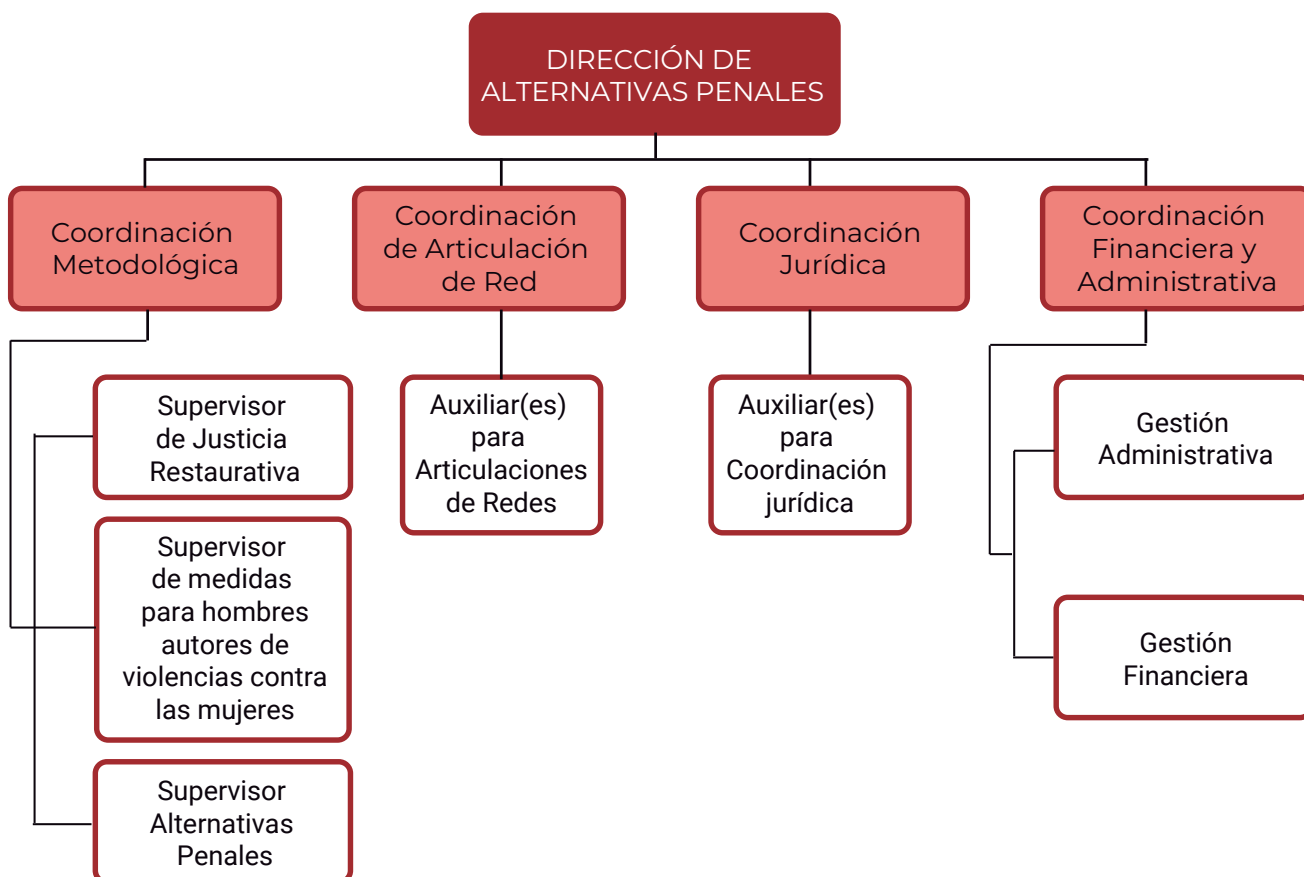 DIRECCIÓN DE
ALTERNATIVAS PENALES
Coordinación
Metodológica
Coordinación
de Articulación
de Red
Coordinación
Jurídica
Coordinación
Financiera y
Administrativa
Supervisor
de Justicia
Restaurativa
Supervisor
de medidas
para hombres
autores de
violencias contra
las mujeres
Supervisor
Alternativas
Penales
Auxiliar(es)
para
Articulaciones
de Redes
Auxiliar(es)
para
Coordinación
jurídica
Gestión
Administrativa
Gestión
Financiera